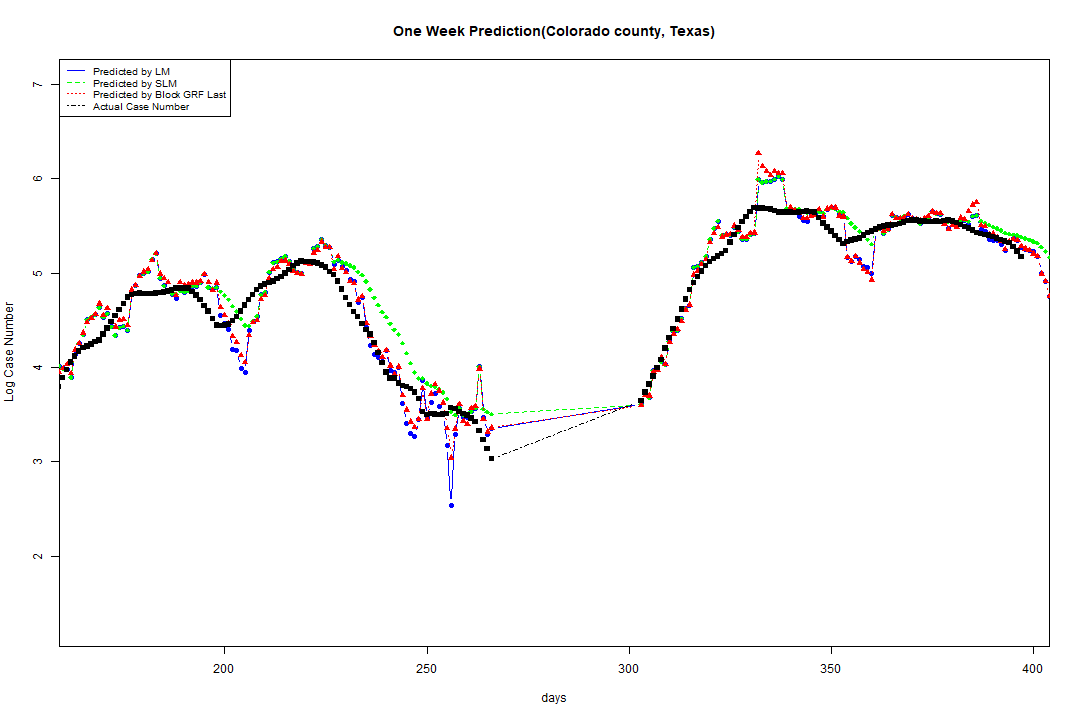 One Week Prediction(Colorado county, Texas)
Predicted by LM
Predicted by SLM
Predicted by Block GRF Last
Actual Case Number
7
6
5
4
3
2
Log Case Number
200 250 300 350 400
days